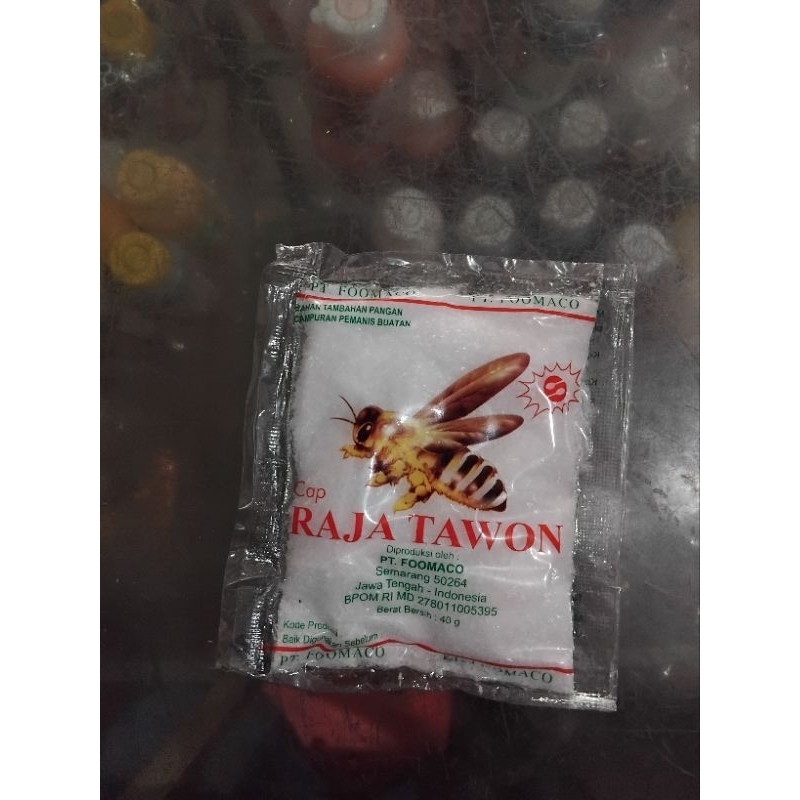 PT. FOOMACO PT. FOOMACO
BAHAN TAMBAHAN PANGAN
CAMPURAN PEMANIS BUATAN
S
Cap
RAJA TAWON
Diproduksi oleh :
PT. FOOMACO
Semarang 50264
Jawa Tengah - Indonesia
BPOM RI MD 278011005395
Berat Bersih : 40 g
Kode Prod
Baik Digunakan Sebelum
PT. FOOMACO PT. FOOMACO